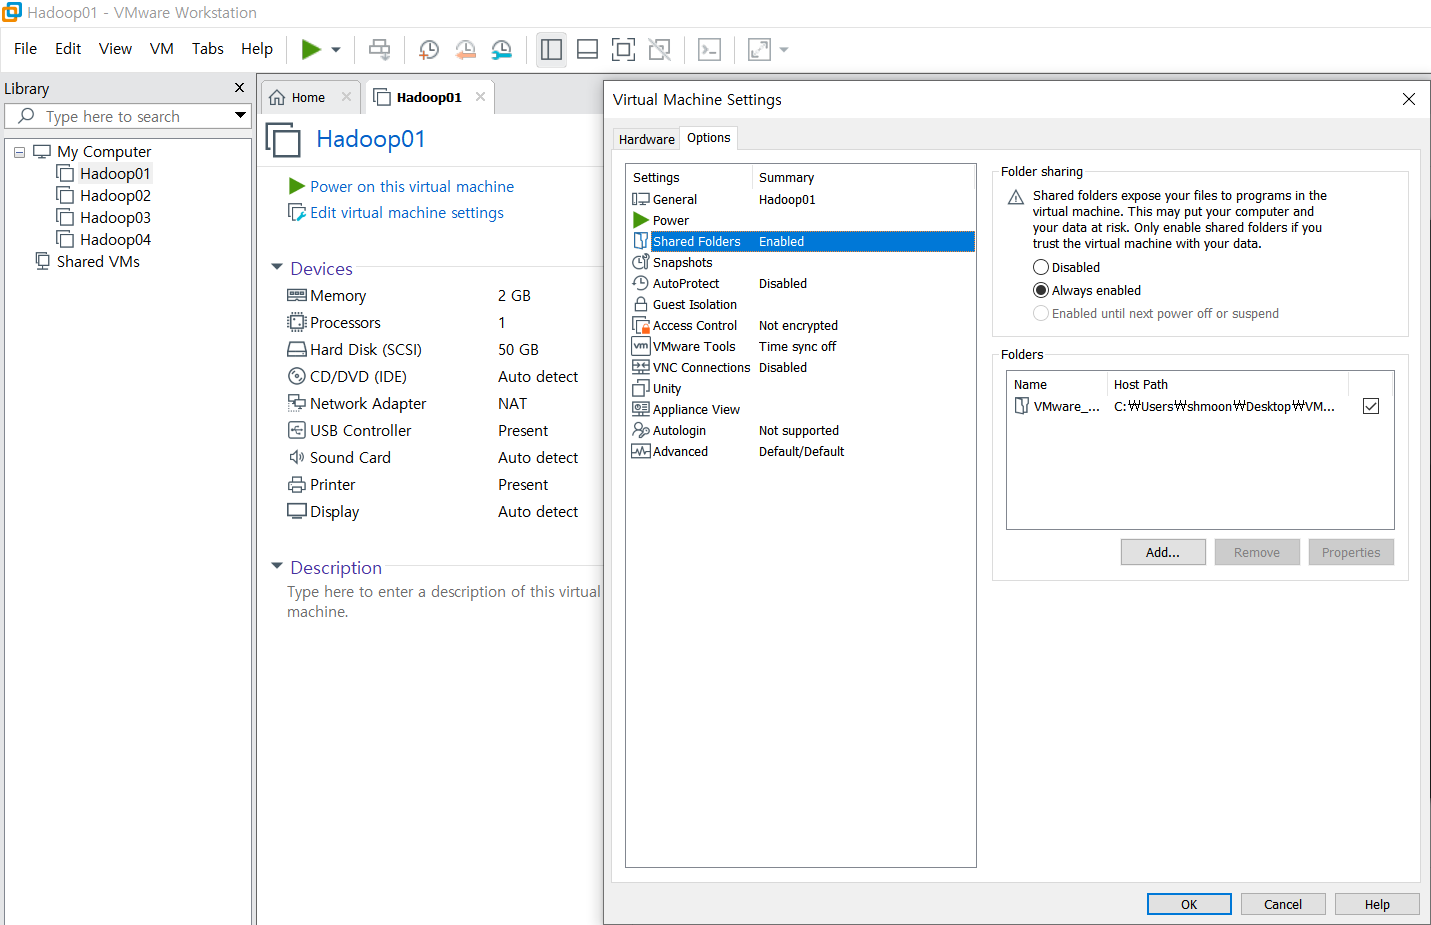 Hadoop01 - VMware Workstation
File Edit View VM Tabs Help
Library
Type here to search
My Computer
Hadoop01
Hadoop02
Hadoop03
Hadoop04
Shared VMs
Home
Hadoop01
Hadoop01
Power on this virtual machine
Edit virtual machine settings
Devices
Memory 2 GB
Processors 1
Hard Disk (SCSI) 50 GB
CD/DVD (IDE) Auto detect
Network Adapter NAT
USB Controller Present
Sound Card Auto detect
Printer Present
Display Auto detect
Description
Type here to enter a description of this virtual
machine.
Virtual Machine Settings
Hardware Options
Settings Summary
General Hadoop01
Power
Shared Folders Enabled
Snapshots
AutoProtect Disabled
Guest Isolation
Access Control Not encrypted
vm VMware Tools Time sync off
VNC Connections Disabled
Unity
Appliance View
Autologin Not supported
Advanced Default/Default
Folder sharing
Shared folders expose your files to programs in the
virtual machine. This may put your computer and
your data at risk. Only enable shared folders if you
trust the virtual machine with your data.
Disabled
Always enabled
Enabled until next power off or suspend
Folders
Name Host Path
VMware_... C:₩Users₩shmoon₩Desktop₩VM...
Add... Remove Properties
OK Cancel Help